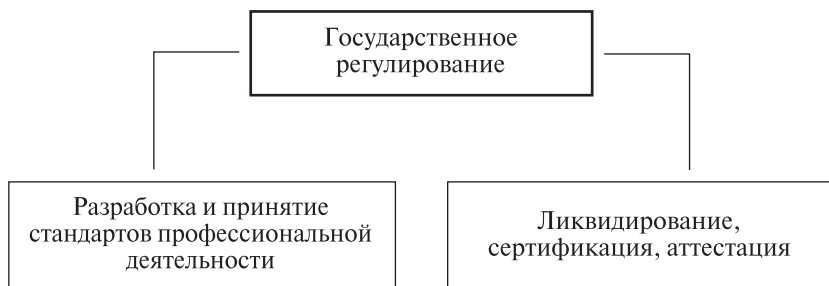 Государственное
регулирование
Разработка и принятие
стандартов профессиональной
деятельности
Ликвидирование,
сертификация, аттестация